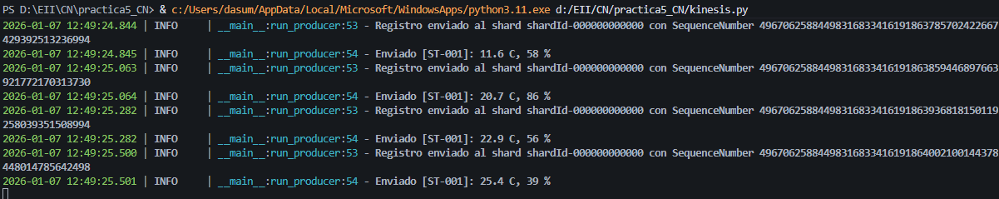 PS D:\EII\CN\practica5_CN> & c:/Users/dasum/AppData/Local/Microsoft/WindowsApps/python3.11.exe d:/EII/CN/practica5_CN/kinesis.py
2026-01-07 12:49:24.844 | INFO     | __main__:run_producer:53 - Registro enviado al shard shardId-000000000000 con SequenceNumber 49670625884498316833416191863785702422667
429392513236994
2026-01-07 12:49:24.845 | INFO     | __main__:run_producer:54 - Enviado [ST-001]: 11.6 C, 58 %
2026-01-07 12:49:25.063 | INFO     | __main__:run_producer:53 - Registro enviado al shard shardId-000000000000 con SequenceNumber 49670625884498316833416191863859446897663
921772170313730
2026-01-07 12:49:25.064 | INFO     | __main__:run_producer:54 - Enviado [ST-001]: 20.7 C, 86 %
2026-01-07 12:49:25.282 | INFO     | __main__:run_producer:53 - Registro enviado al shard shardId-000000000000 con SequenceNumber 49670625884498316833416191863936818150119
258039351508994
2026-01-07 12:49:25.282 | INFO     | __main__:run_producer:54 - Enviado [ST-001]: 22.9 C, 56 %
2026-01-07 12:49:25.500 | INFO     | __main__:run_producer:53 - Registro enviado al shard shardId-000000000000 con SequenceNumber 49670625884498316833416191864002100144378
448014785642498
2026-01-07 12:49:25.501 | INFO     | __main__:run_producer:54 - Enviado [ST-001]: 25.4 C, 39 %